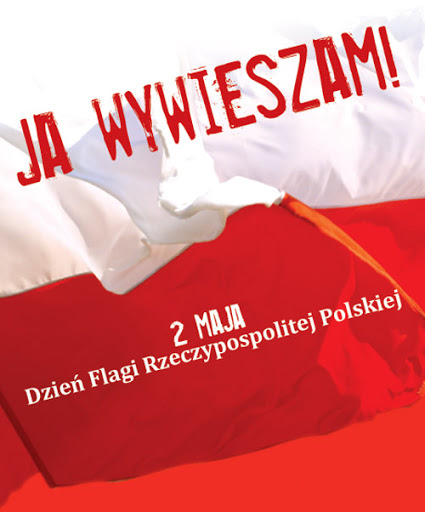 JA WYWIESZAM!
2 MAJA
Dzień Flagi Rzeczypospolitej Polskiej